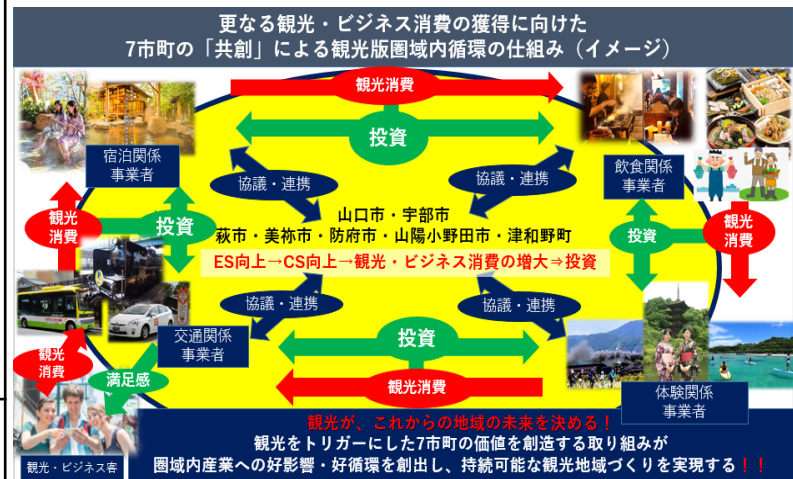 更なる観光・ビジネス消費の獲得に向けた
7市町の「共創」による観光版圏域内循環の仕組み（イメージ）
観光消費
投資
宿泊関係
事業者
飲食関係
事業者
協議・連携
協議・連携
山口市・宇部市
萩市・美祢市・防府市・山陽小野田市・津和野町
ES向上→CS向上→観光・ビジネス消費の増大⇒投資
観光
消費
投資
投資
観光
消費
協議・連携
協議・連携
交通関係
事業者
投資
観光消費
観光
消費
満足感
体験関係
事業者
観光・ビジネス客
観光が、これからの地域の未来を決める！
観光をトリガーにした7市町の価値を創造する取り組みが
圏域内産業への好影響・好循環を創出し、持続可能な観光地域づくりを実現する！！